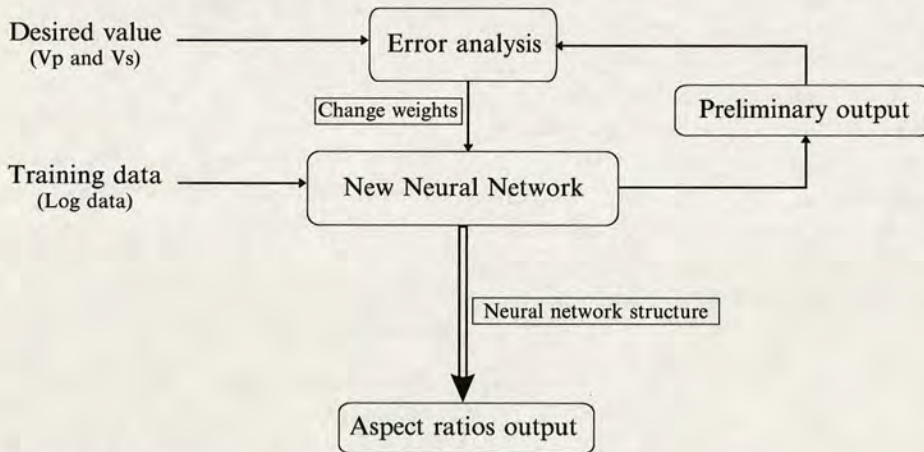 Desired value
(Vp and Vs)
Error analysis
Change weights
Preliminary output
Training data
(Log data)
New Neural Network
Neural network structure
Aspect ratios output